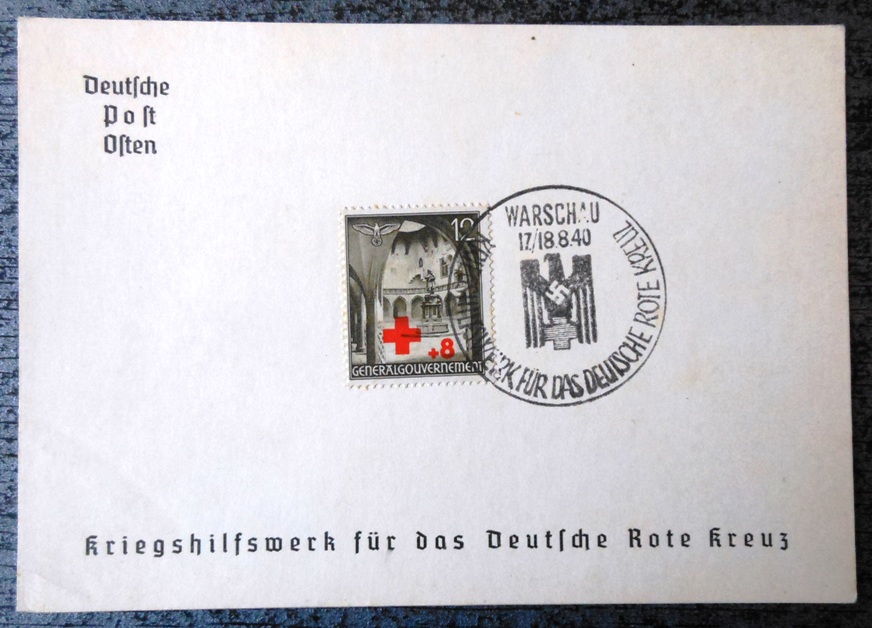 Deutſche
Poſt
Oſten
12
+8
GENERALGOUVERNEMENT
WARSCHAU
17/18.8.40
FÜR DAS DEUTSCHE ROTE KREUZ
Kriegshilfswerk für das Deutſche Rote Kreuz